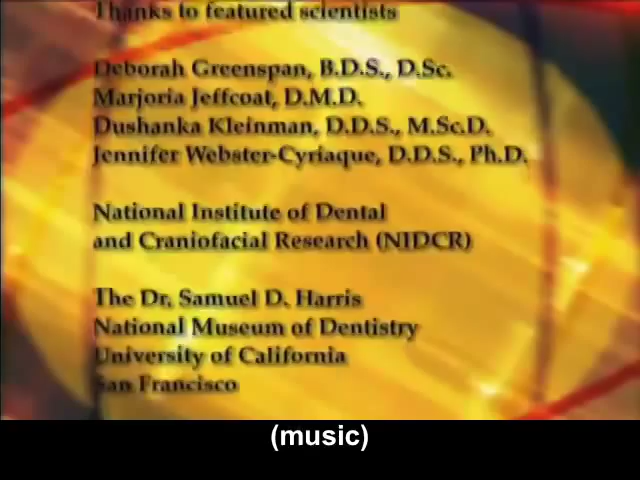 Thanks to featured scientists
Deborah Greenspan, B.D.S., D.Sc.
Marjoria Jeffcoat, D.M.D.
Dushanka Kleinman, D.D.S., M.Sc.D.
Jennifer Webster-Cyriaque, D.D.S., Ph.D.
National Institute of Dental
and Craniofacial Research (NIDCR)
The Dr. Samuel D. Harris
National Museum of Dentistry
University of California
San Francisco
(music)